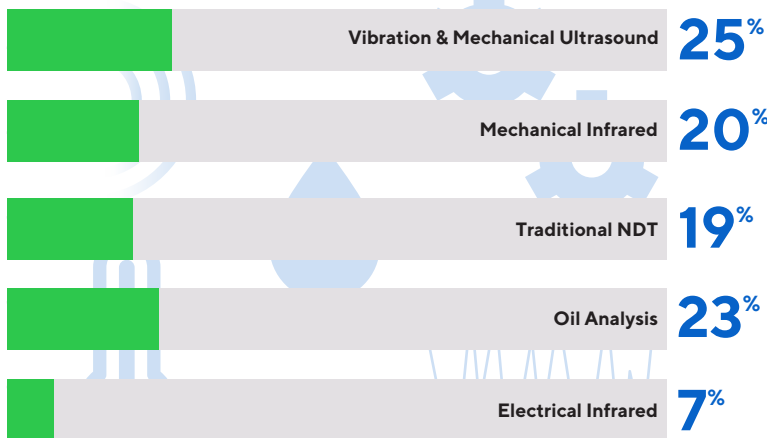 Vibration & Mechanical Ultrasound 25%
Mechanical Infrared 20%
Traditional NDT 19%
Oil Analysis 23%
Electrical Infrared 7%